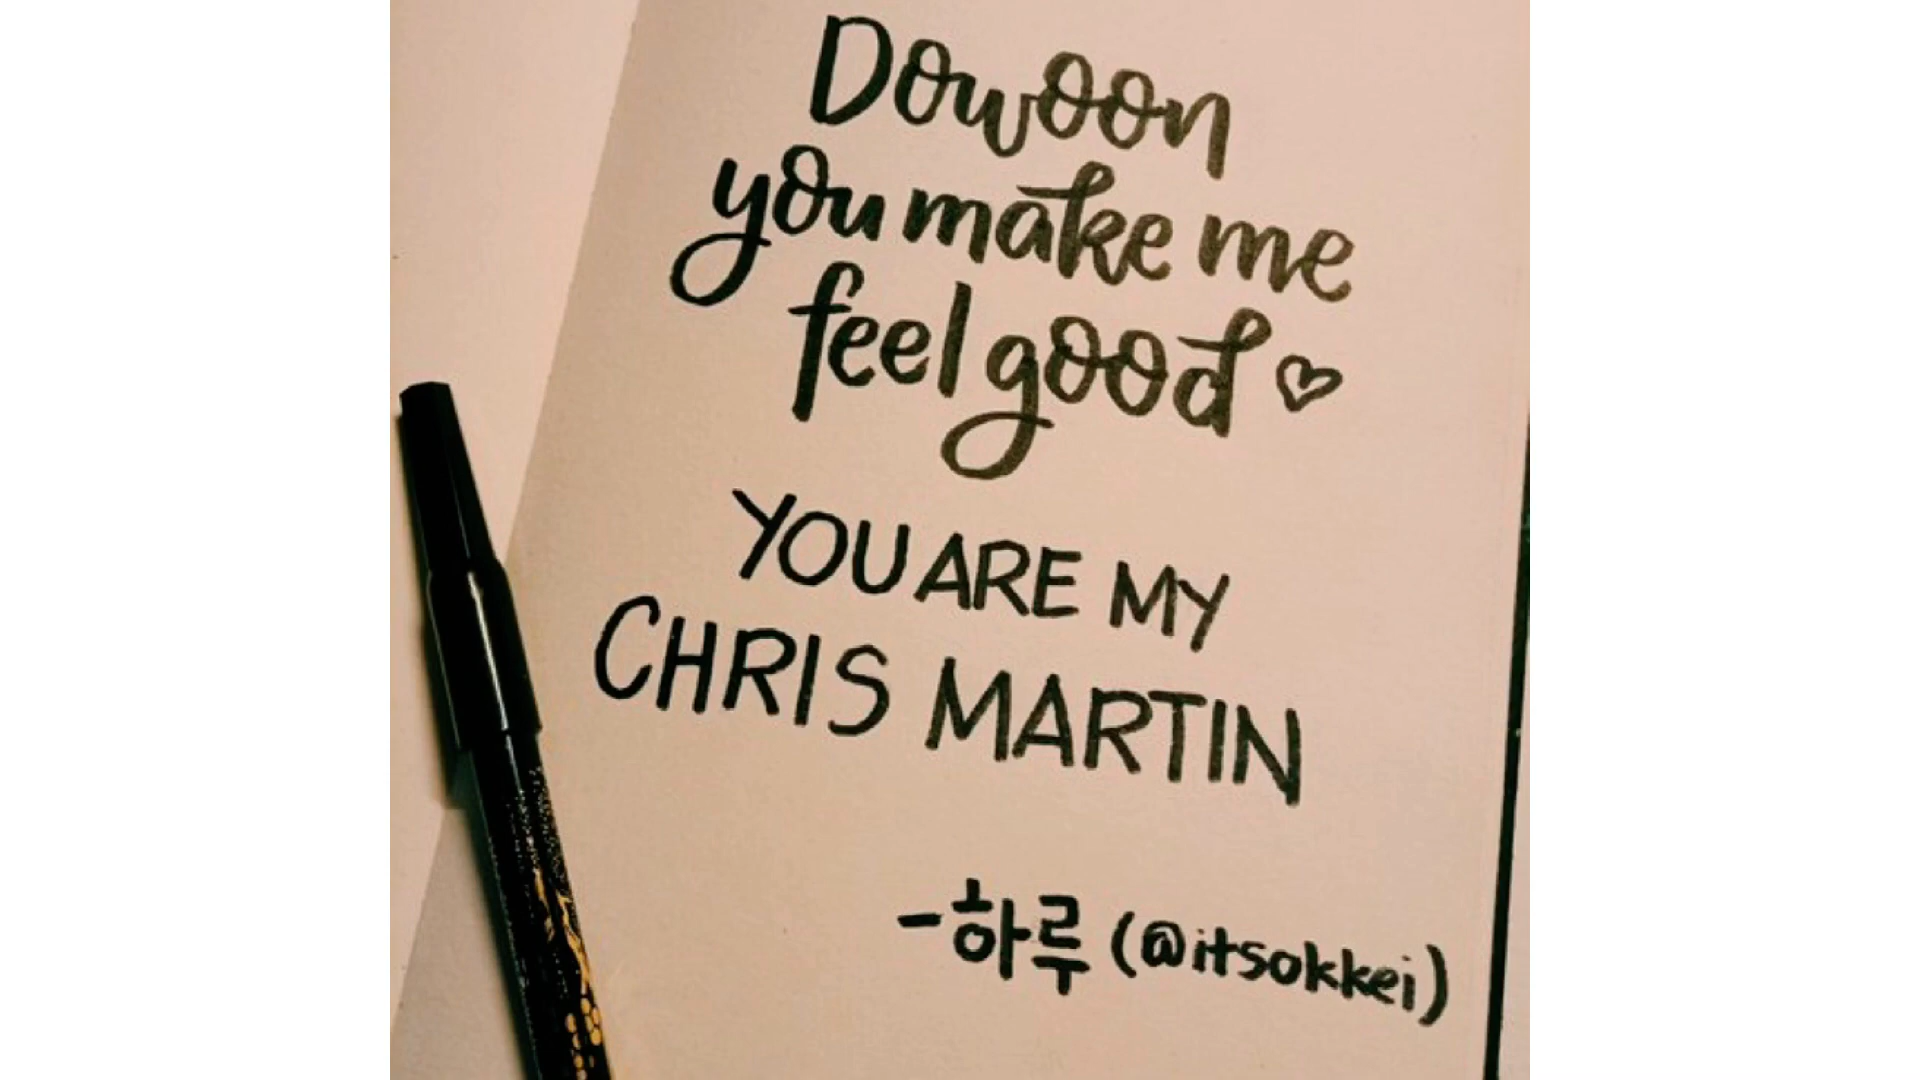 Dowoon
you make me
feel good ♡
YOU ARE MY
CHRIS MARTIN
-하루 (@itsokkei)